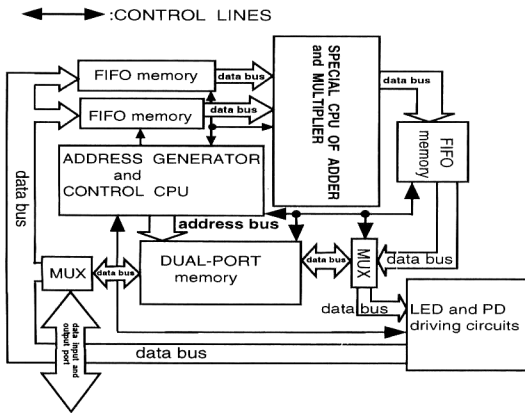 :CONTROL LINES
FIFO memory
data bus
SPECIAL CPU OF ADDER
and MULTIPLIER
data bus
FIFO memory
data bus
FIFO
memory
ADDRESS GENERATOR
and
CONTROL CPU
data bus
address bus
DUAL-PORT
memory
MUX
data bus
data bus
MUX
data bus
data bus
LED and PD
driving circuits
data input and
output port
data bus